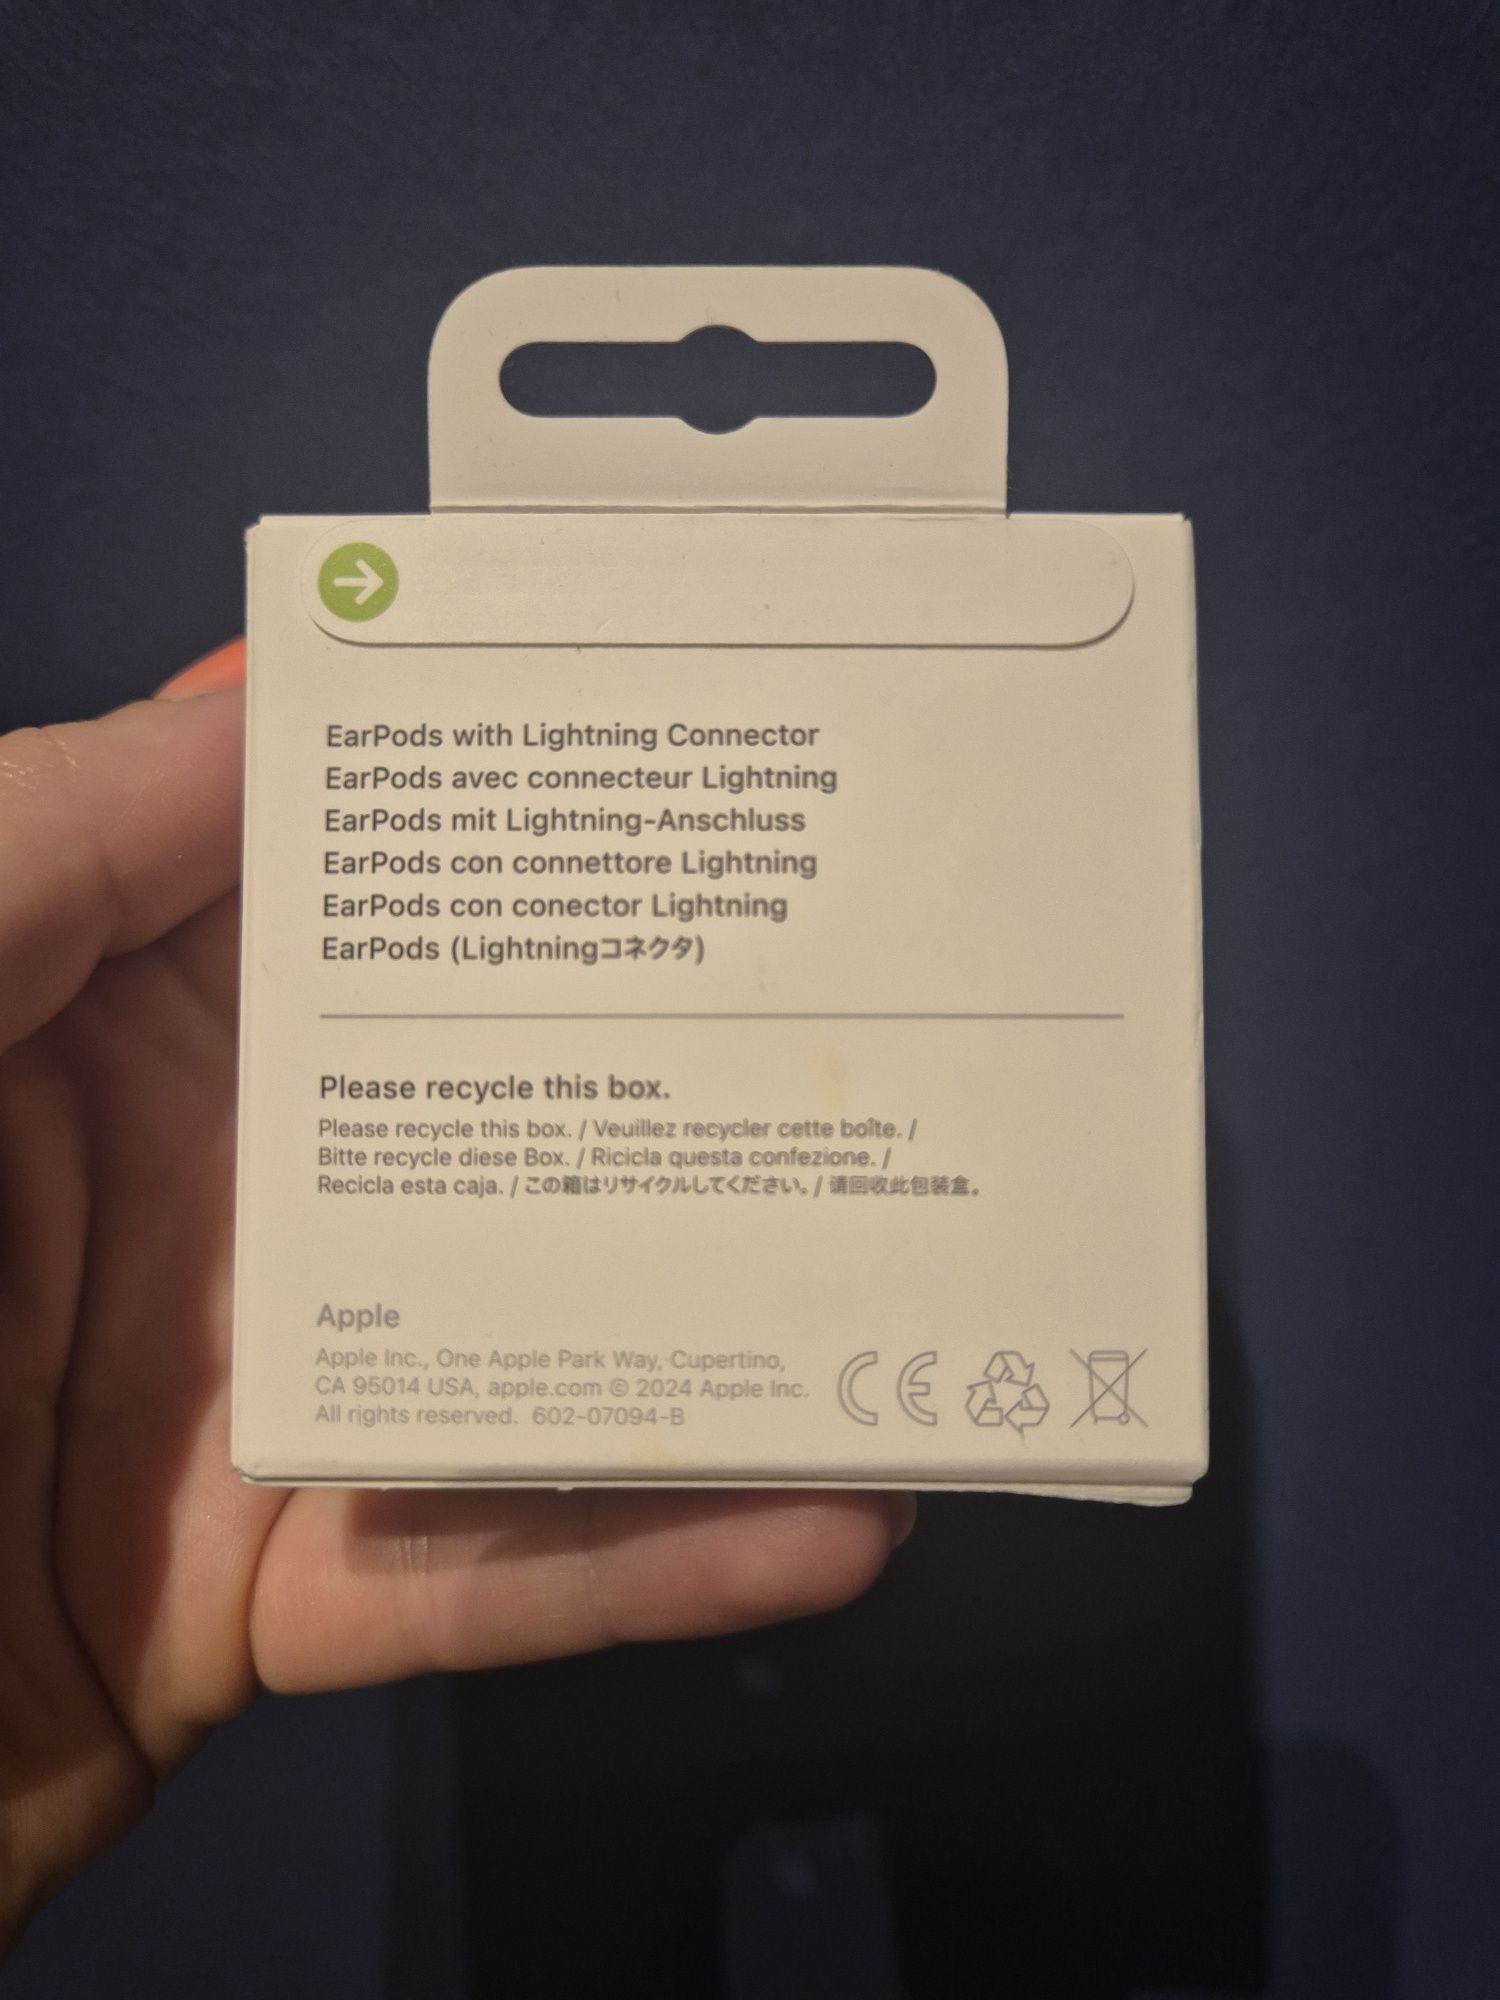 EarPods with Lightning Connector
EarPods avec connecteur Lightning
EarPods mit Lightning-Anschluss
EarPods con connettore Lightning
EarPods con conector Lightning
EarPods (Lightningコネクタ)
Please recycle this box.
Please recycle this box. / Veuillez recycler cette boîte. /
Bitte recycle diese Box. / Ricicla questa confezione. /
Recicla esta caja. / この箱はリサイクルしてください。/ 请回收此包装盒。
Apple
Apple Inc., One Apple Park Way, Cupertino,
CA 95014 USA, apple.com © 2024 Apple Inc.
All rights reserved. 602-07094-B
CE